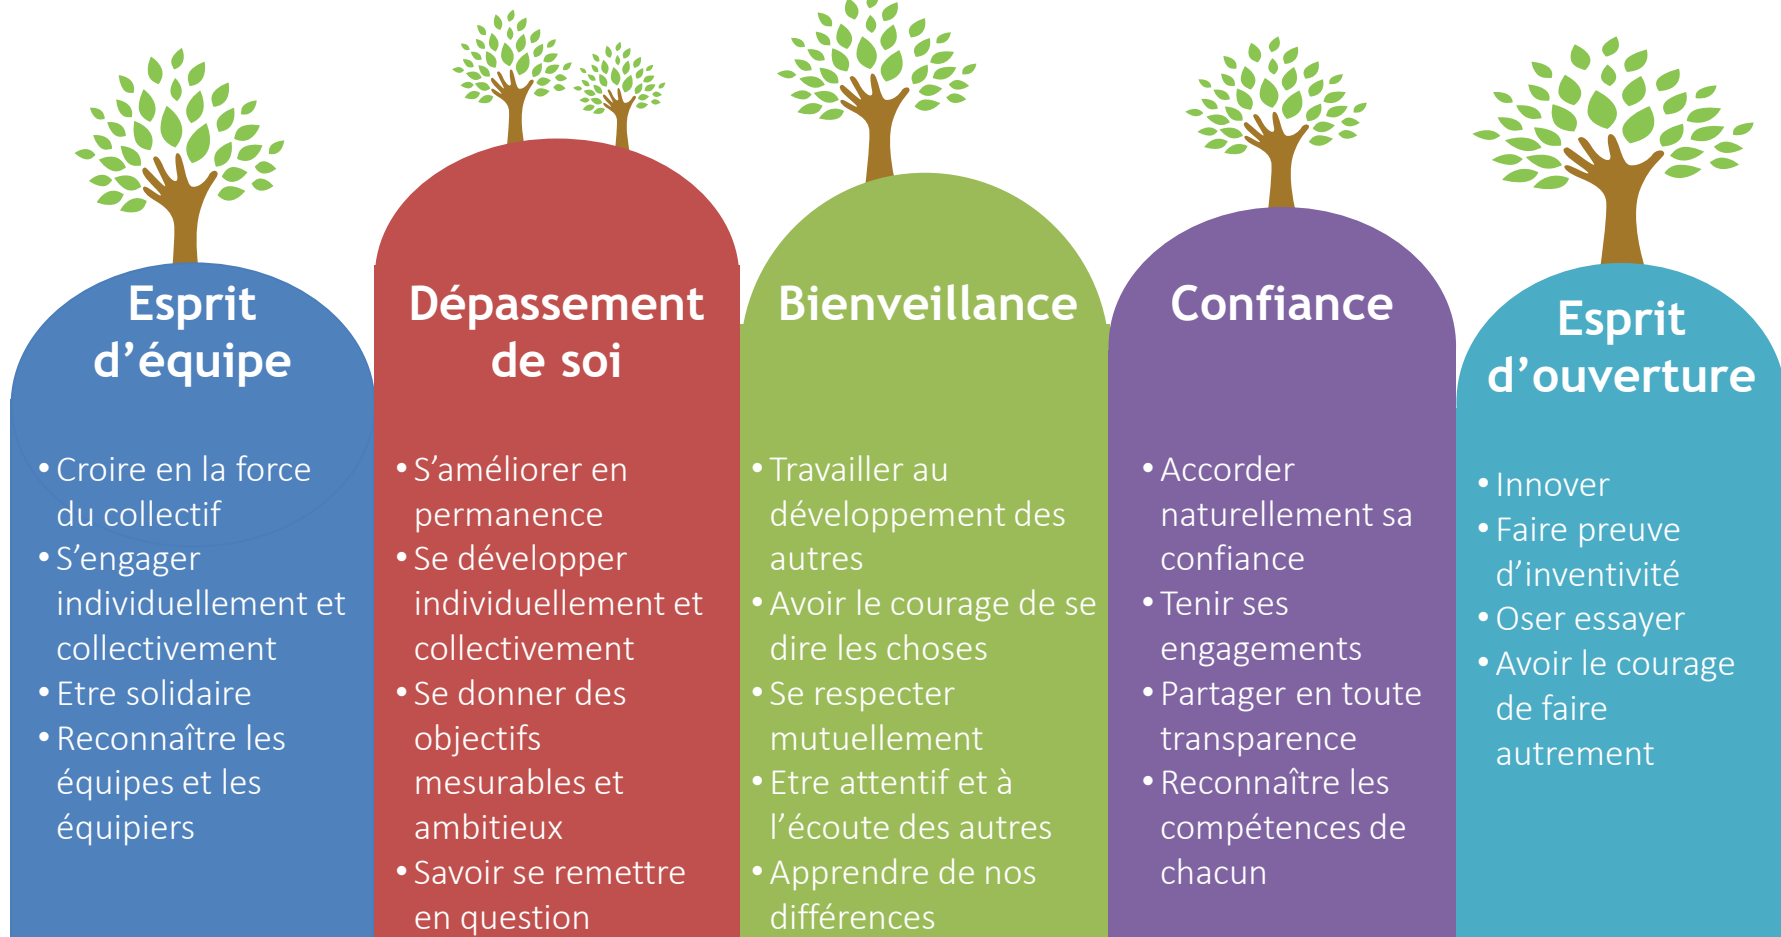 Esprit
d’équipe
• Croire en la force
du collectif
• S’engager
individuellement et
collectivement
• Etre solidaire
• Reconnaître les
équipes et les
équipiers
Dépassement
de soi
• S’améliorer en
permanence
• Se développer
individuellement et
collectivement
• Se donner des
objectifs
mesurables et
ambitieux
• Savoir se remettre
en question
Bienveillance
• Travailler au
développement des
autres
• Avoir le courage de se
dire les choses
• Se respecter
mutuellement
• Etre attentif et à
l’écoute des autres
• Apprendre de nos
différences
Confiance
• Accorder
naturellement sa
confiance
• Tenir ses
engagements
• Partager en toute
transparence
• Reconnaître les
compétences de
chacun
Esprit
d’ouverture
• Innover
• Faire preuve
d’inventivité
• Oser essayer
• Avoir le courage
de faire
autrement